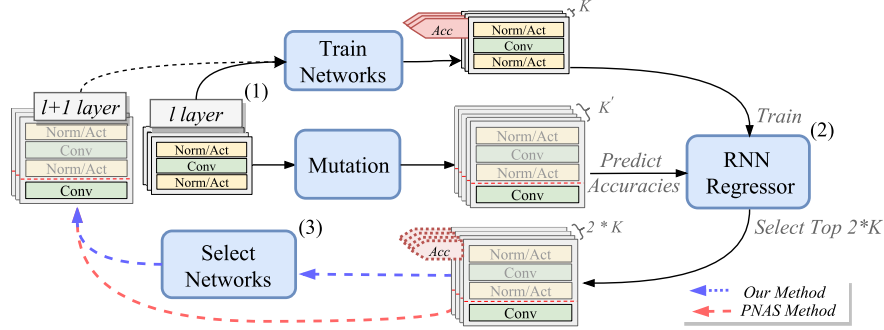 Acc
Norm/Act
Conv
Norm/Act
K
Train
Networks
(1)
l+1 layer
l layer
Norm/Act
Conv
Norm/Act
Conv
Norm/Act
Conv
Norm/Act
Mutation
Norm/Act
Conv
Norm/Act
Conv
K'
Train
(2)
Predict
Accuracies
RNN
Regressor
Select Top 2*K
(3)
Select
Networks
Acc
Norm/Act
Conv
Norm/Act
Conv
2 * K
Our Method
PNAS Method